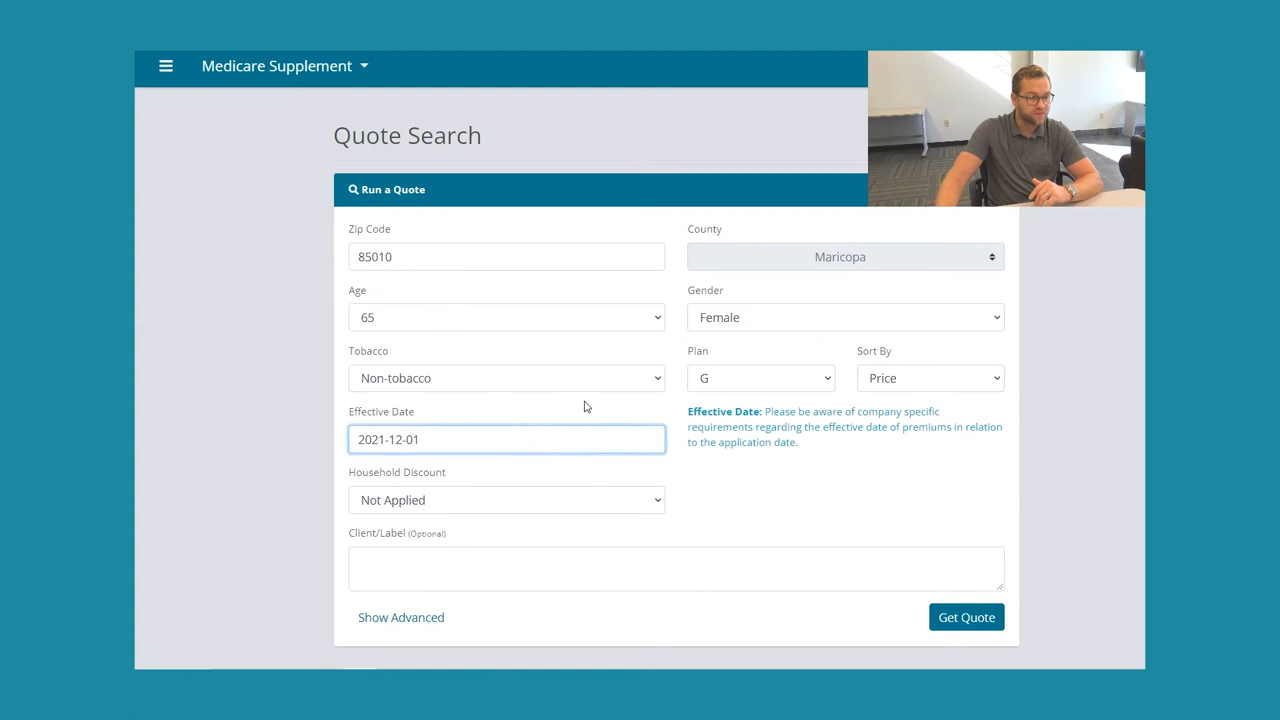 Medicare Supplement
Quote Search
Run a Quote
Zip Code
County
85010
Maricopa
Age
Gender
65
Female
Tobacco
Plan
Sort By
Non-tobacco
G
Price
Effective Date
Effective Date: Please be aware of company specific
requirements regarding the effective date of premiums in relation
to the application date.
2021-12-01
Household Discount
Not Applied
Client/Label (Optional)
Show Advanced
Get Quote